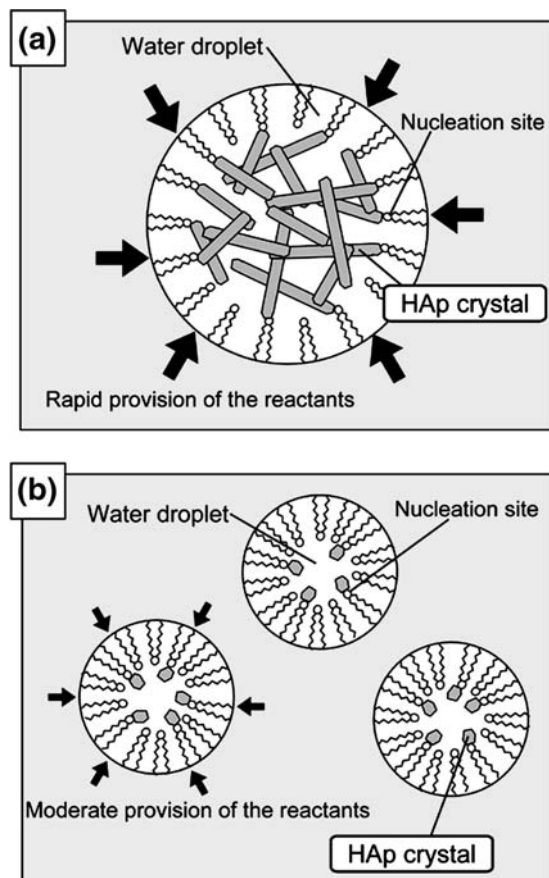 (a)
Water droplet
Nucleation site
HAp crystal
Rapid provision of the reactants
(b)
Water droplet
Nucleation site
Moderate provision of the reactants
HAp crystal